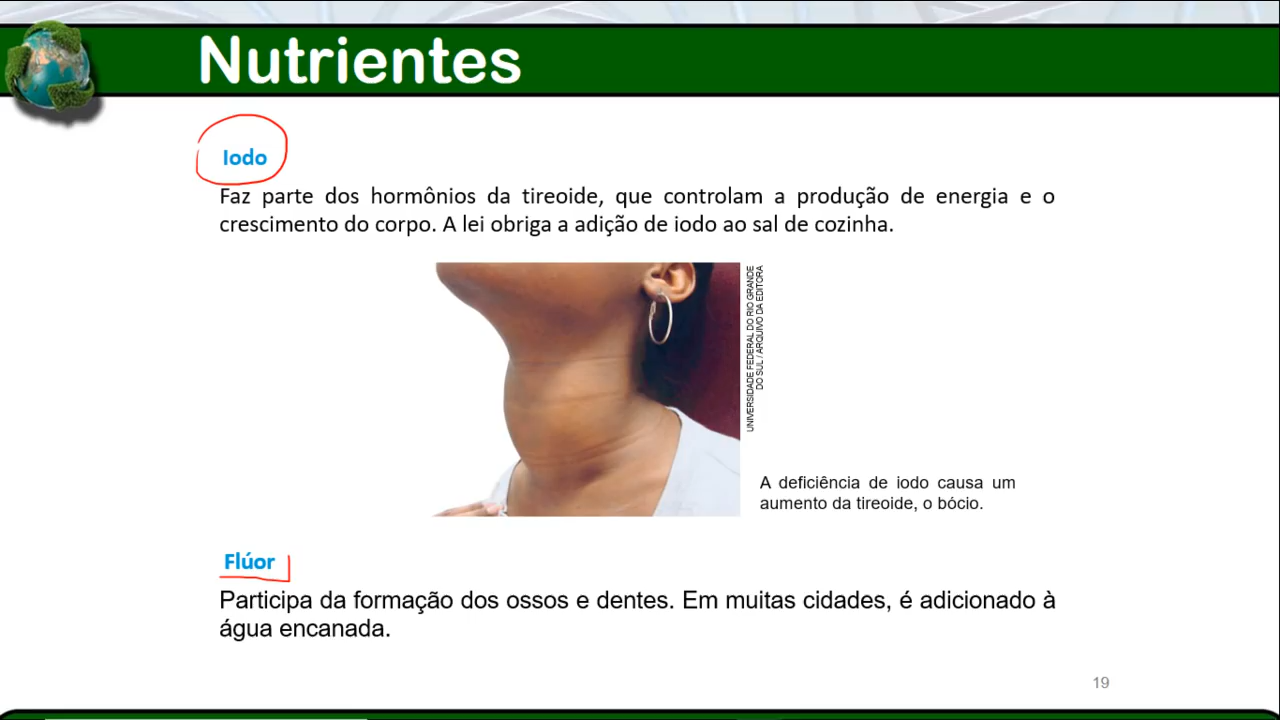 Nutrientes
Iodo
Faz parte dos hormônios da tireoide, que controlam a produção de energia e o
crescimento do corpo. A lei obriga a adição de iodo ao sal de cozinha.
UNIVERSIDADE FEDERAL DO RIO GRANDE
DO SUL / ARQUIVO DA EDITORA
A deficiência de iodo causa um
aumento da tireoide, o bócio.
Flúor
Participa da formação dos ossos e dentes. Em muitas cidades, é adicionado à
água encanada.
19